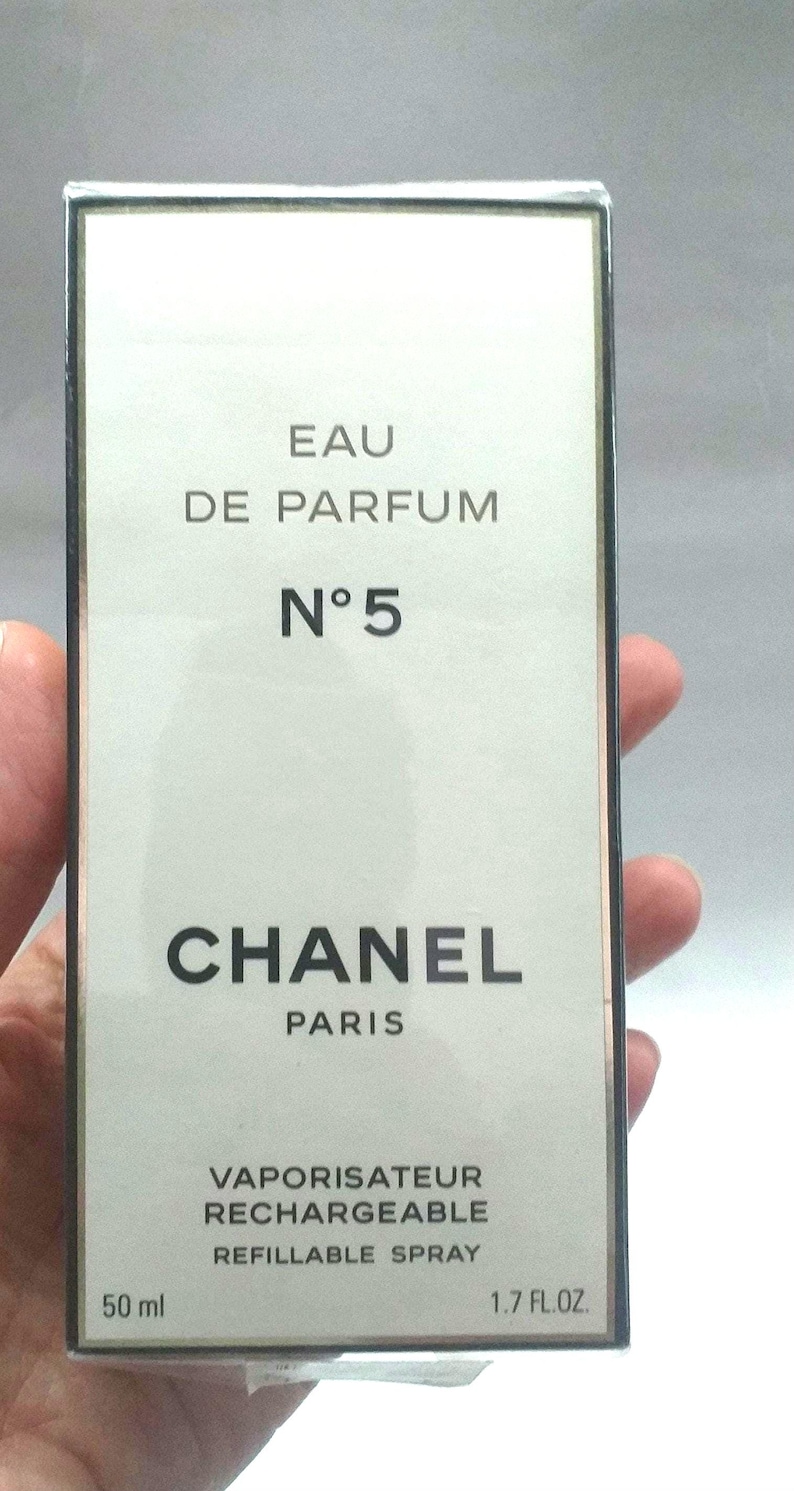 EAU
DE PARFUM
N°5
CHANEL
PARIS
VAPORISATEUR
RECHARGEABLE
REFILLABLE SPRAY
50 ml 1.7 FL.OZ.